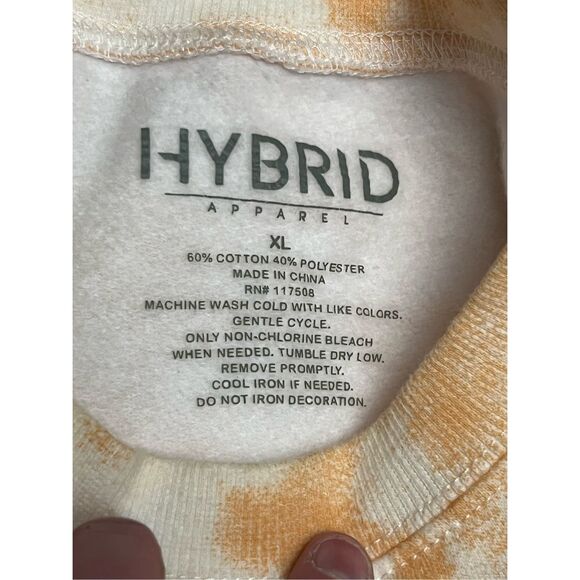 HYBRID
APPAREL
XL
60% COTTON 40% POLYESTER
MADE IN CHINA
RN# 117508
MACHINE WASH COLD WITH LIKE COLORS.
GENTLE CYCLE.
ONLY NON-CHLORINE BLEACH
WHEN NEEDED. TUMBLE DRY LOW.
REMOVE PROMPTLY.
COOL IRON IF NEEDED.
DO NOT IRON DECORATION.